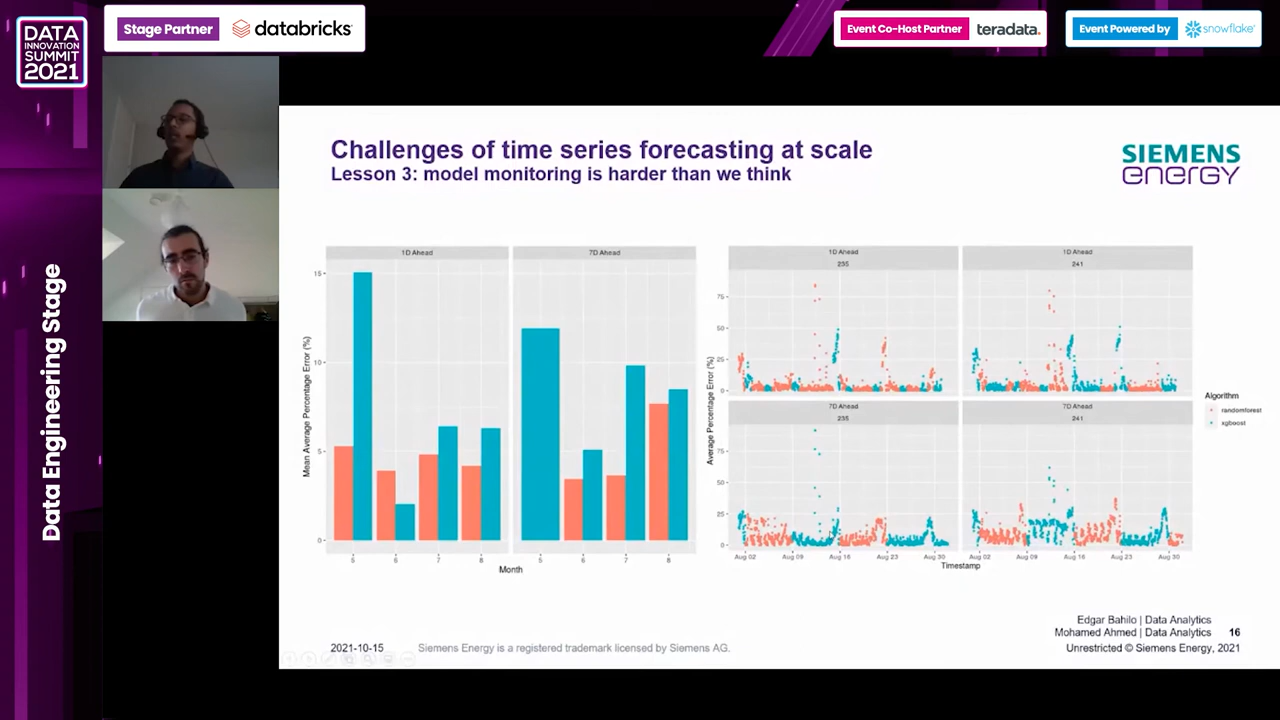 DATA
INNOVATION
SUMMIT
2021
Stage Partner
databricks
Event Co-Host Partner
teradata.
Event Powered by
snowflake
Data Engineering Stage
Challenges of time series forecasting at scale
Lesson 3: model monitoring is harder than we think
SIEMENS
energy
1D Ahead
7D Ahead
Mean Average Percentage Error (%)
15
10
5
0
5
6
7
8
5
6
7
8
Month
1D Ahead
235
1D Ahead
241
75
50
25
0
Average Percentage Error (%)
7D Ahead
235
7D Ahead
241
75
50
25
0
Aug 02
Aug 09
Aug 16
Aug 23
Aug 30
Aug 02
Aug 09
Aug 16
Aug 23
Aug 30
Timestamp
Algorithm
randomforest
xgboost
Edgar Bahilo | Data Analytics
Mohamed Ahmed | Data Analytics
16
2021-10-15
Siemens Energy is a registered trademark licensed by Siemens AG.
Unrestricted © Siemens Energy, 2021